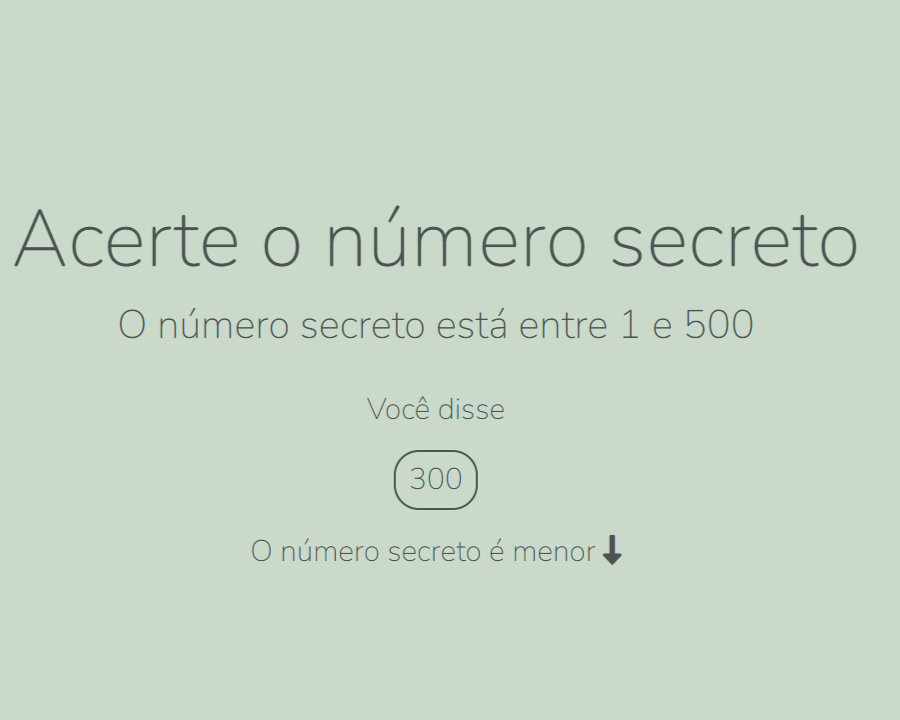 Acerte o número secreto
O número secreto está entre 1 e 500
Você disse
300
O número secreto é menor